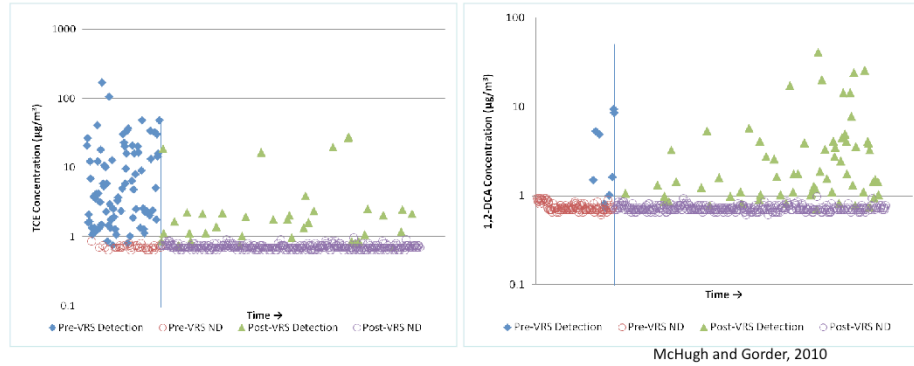 1000
100
10
1
0.1
TCE Concentration (µg/m³)
Time →
Pre-VRS Detection Pre-VRS ND Post-VRS Detection Post-VRS ND
100
10
1
0.1
1,2-DCA Concentration (µg/m³)
Time →
Pre-VRS Detection Pre-VRS ND Post-VRS Detection Post-VRS ND
McHugh and Gorder, 2010